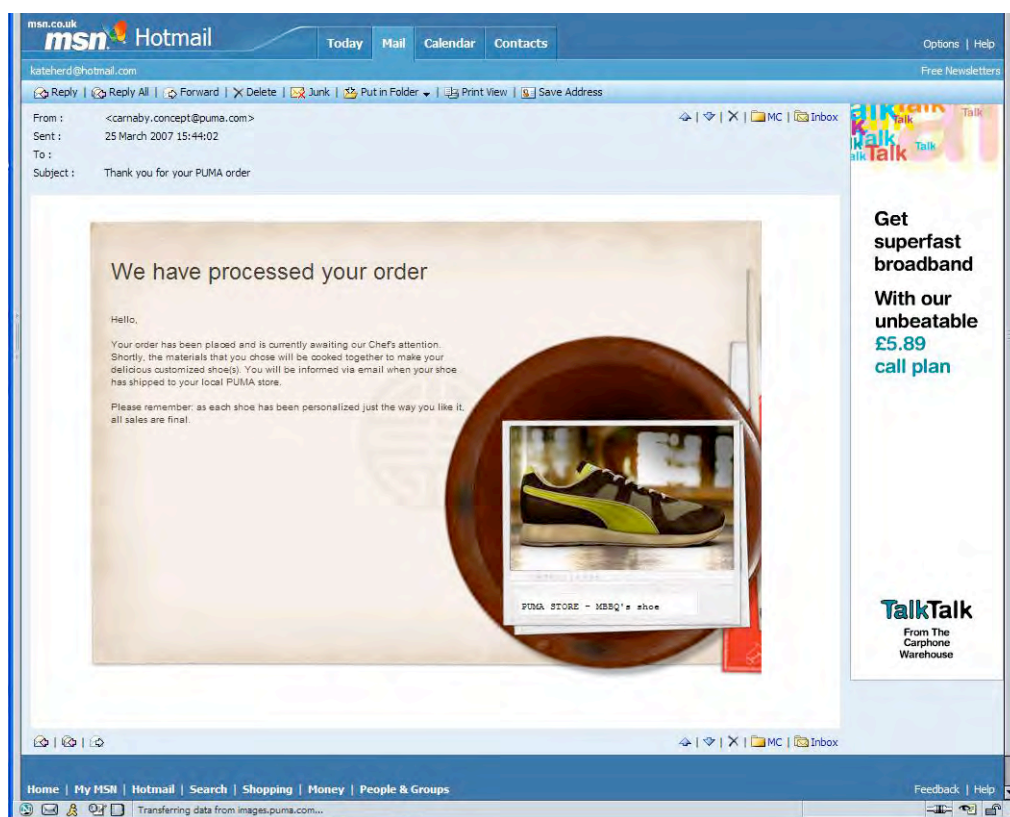 msn.co.uk
msn Hotmail
Today Mail Calendar Contacts
Options | Help
kateherd@hotmail.com
Free Newsletters
Reply | Reply All | Forward | Delete | Junk | Put in Folder | Print View | Save Address
From : <carnaby.concept@puma.com>
MC | Inbox
Sent : 25 March 2007 15:44:02
To :
Subject : Thank you for your PUMA order
Talk
Talk
Talk
Talk
Talk
We have processed your order
Hello,
Your order has been placed and is currently awaiting our Chef's attention.
Shortly, the materials that you chose will be cooked together to make your
delicious customized shoe(s). You will be informed via email when your shoe
has shipped to your local PUMA store.
Please remember: as each shoe has been personalized just the way you like it,
all sales are final.
PUMA STORE - MBBQ's shoe
Get
superfast
broadband
With our
unbeatable
£5.89
call plan
TalkTalk
From The
Carphone
Warehouse
MC | Inbox
Home | My MSN | Hotmail | Search | Shopping | Money | People & Groups
Feedback | Help
Transferring data from images.puma.com...